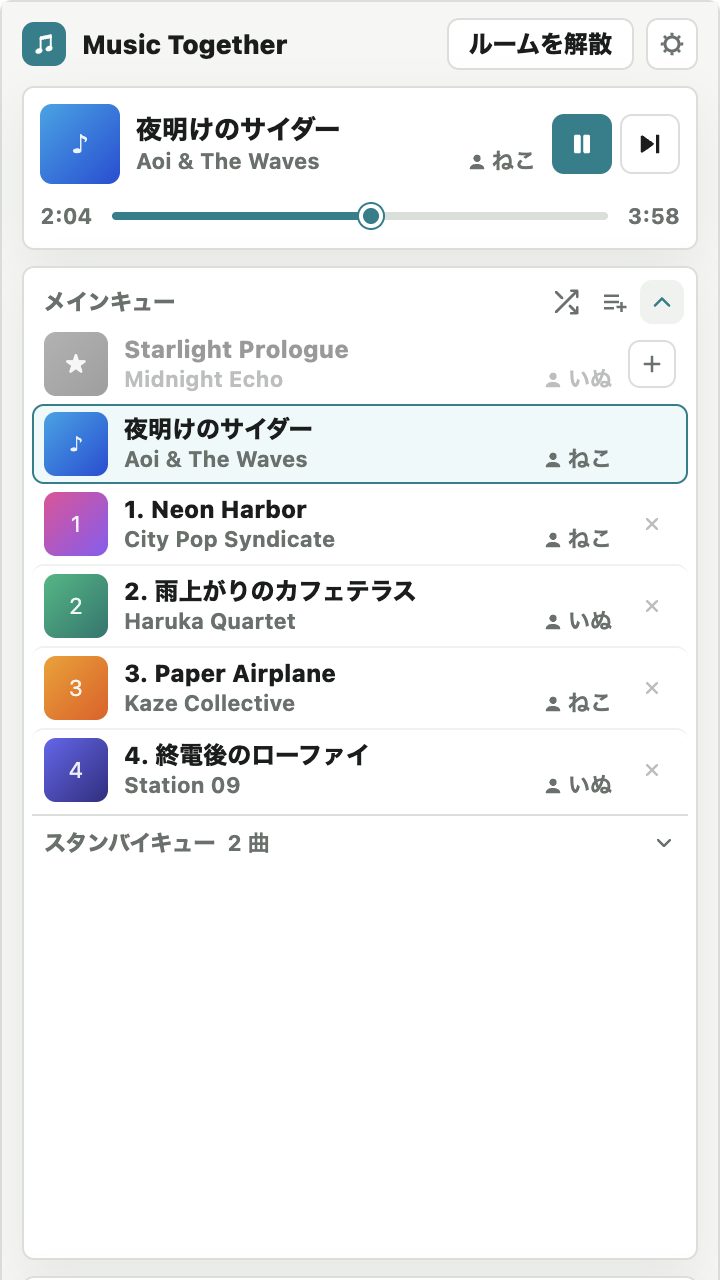 Music Together
ルームを解散
夜明けのサイダー
Aoi & The Waves
ねこ
2:04
3:58
メインキュー
Starlight Prologue
Midnight Echo
いぬ
夜明けのサイダー
Aoi & The Waves
ねこ
1
1. Neon Harbor
City Pop Syndicate
ねこ
2
2. 雨上がりのカフェテラス
Haruka Quartet
いぬ
3
3. Paper Airplane
Kaze Collective
ねこ
4
4. 終電後のローファイ
Station 09
いぬ
スタンバイキュー 2 曲